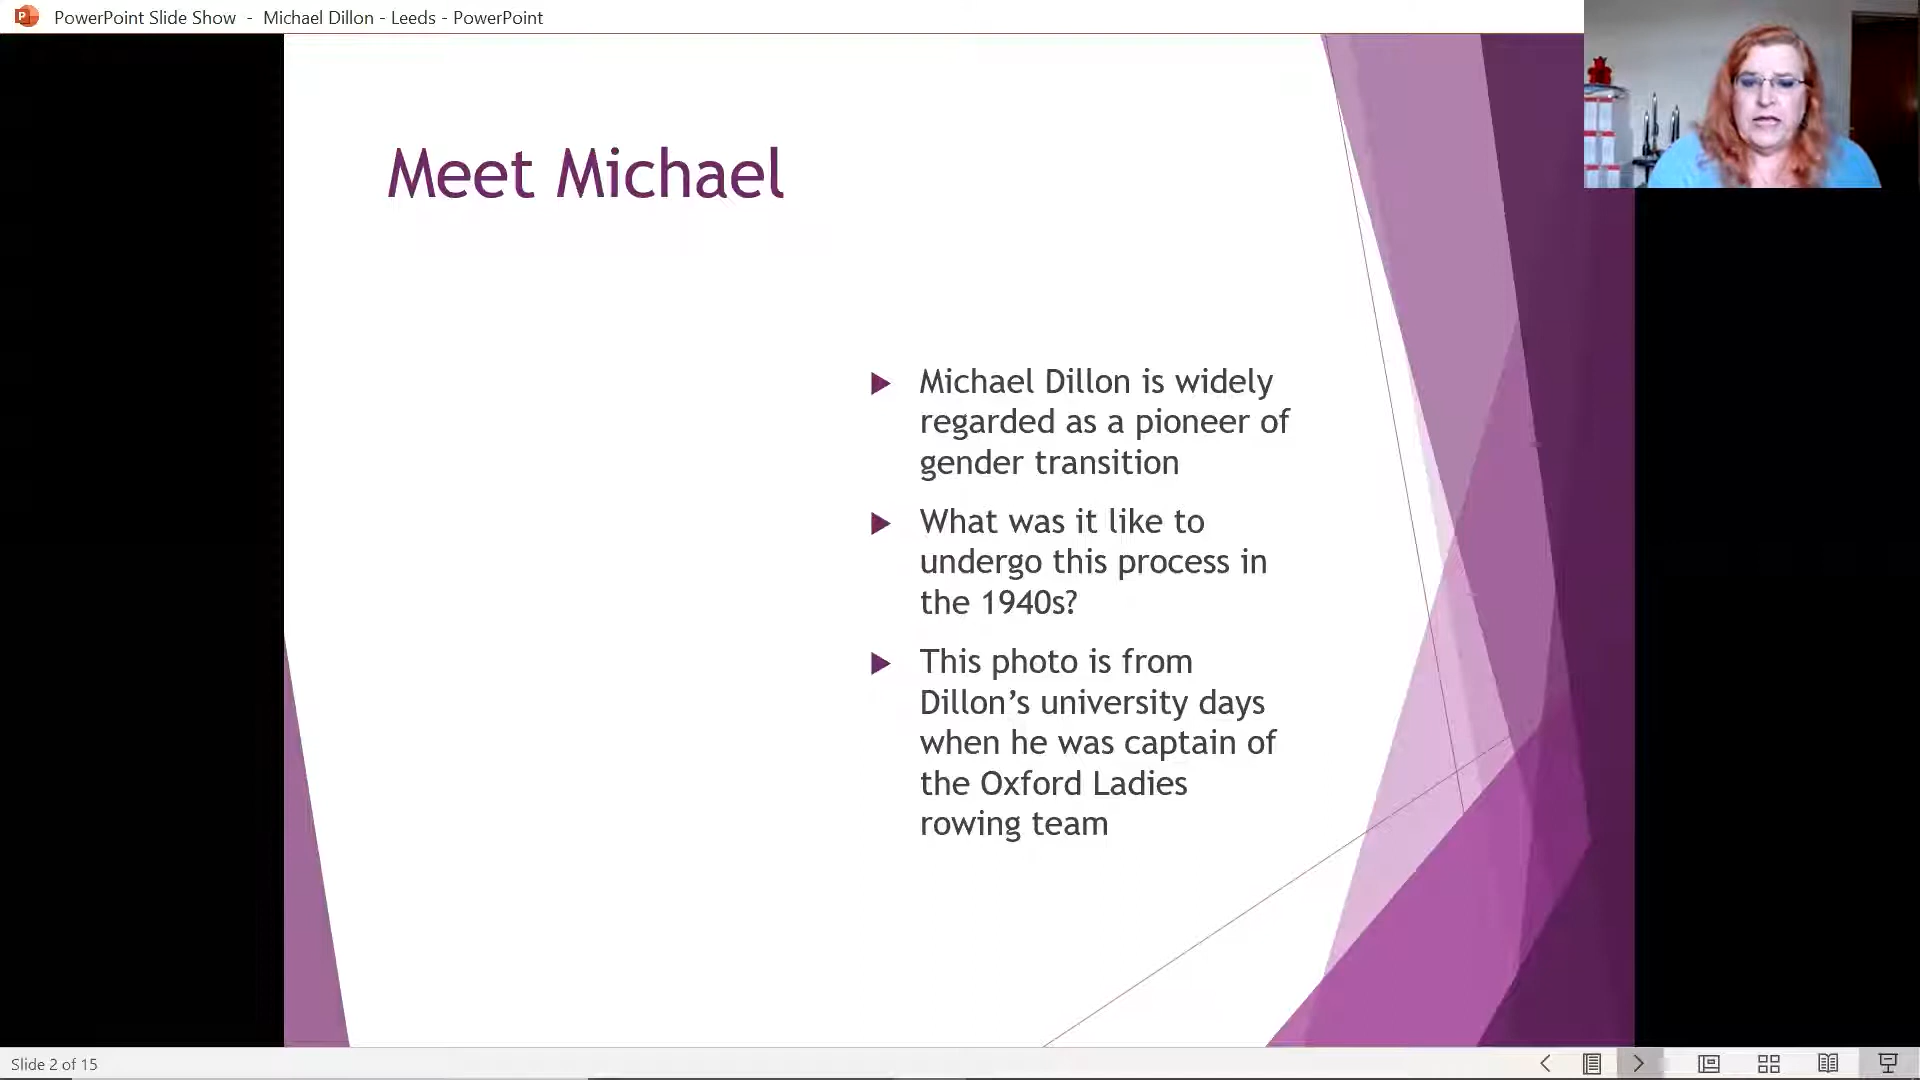 PowerPoint Slide Show - Michael Dillon - Leeds - PowerPoint
Meet Michael
Michael Dillon is widely
regarded as a pioneer of
gender transition
What was it like to
undergo this process in
the 1940s?
This photo is from
Dillon’s university days
when he was captain of
the Oxford Ladies
rowing team
Slide 2 of 15